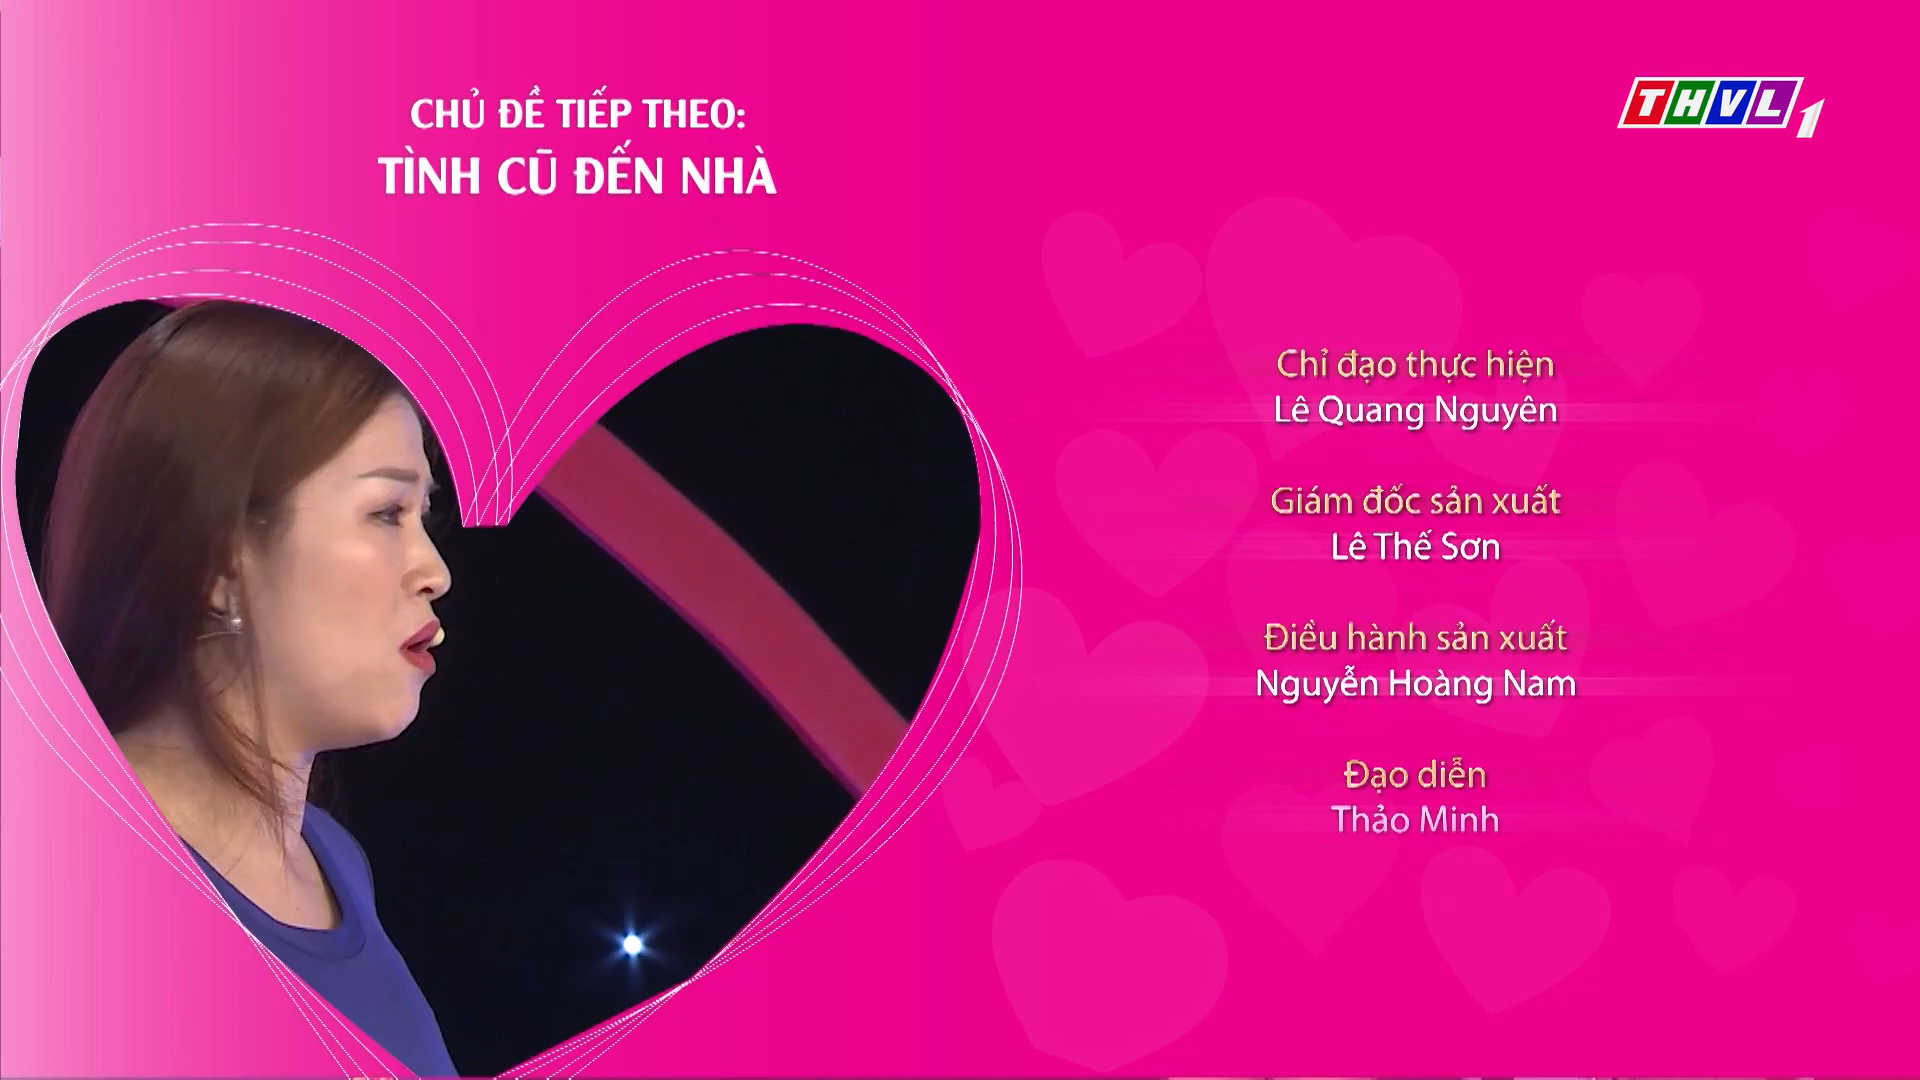 CHỦ ĐỀ TIẾP THEO:
TÌNH CŨ ĐẾN NHÀ
THVL1
Chỉ đạo thực hiện
Lê Quang Nguyên
Giám đốc sản xuất
Lê Thế Sơn
Điều hành sản xuất
Nguyễn Hoàng Nam
Đạo diễn
Thảo Minh